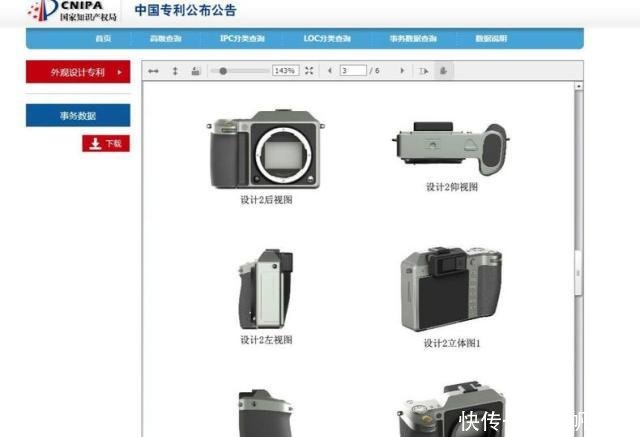 CNIPA
国家知识产权局
中国专利公布公告
首页 高级查询 IPC分类查询 LOC分类查询 事务数据查询 数据说明
外观设计专利
事务数据
下载
143%
3 / 6
设计2后视图
设计2仰视图
设计2左视图
设计2立体图1
快传